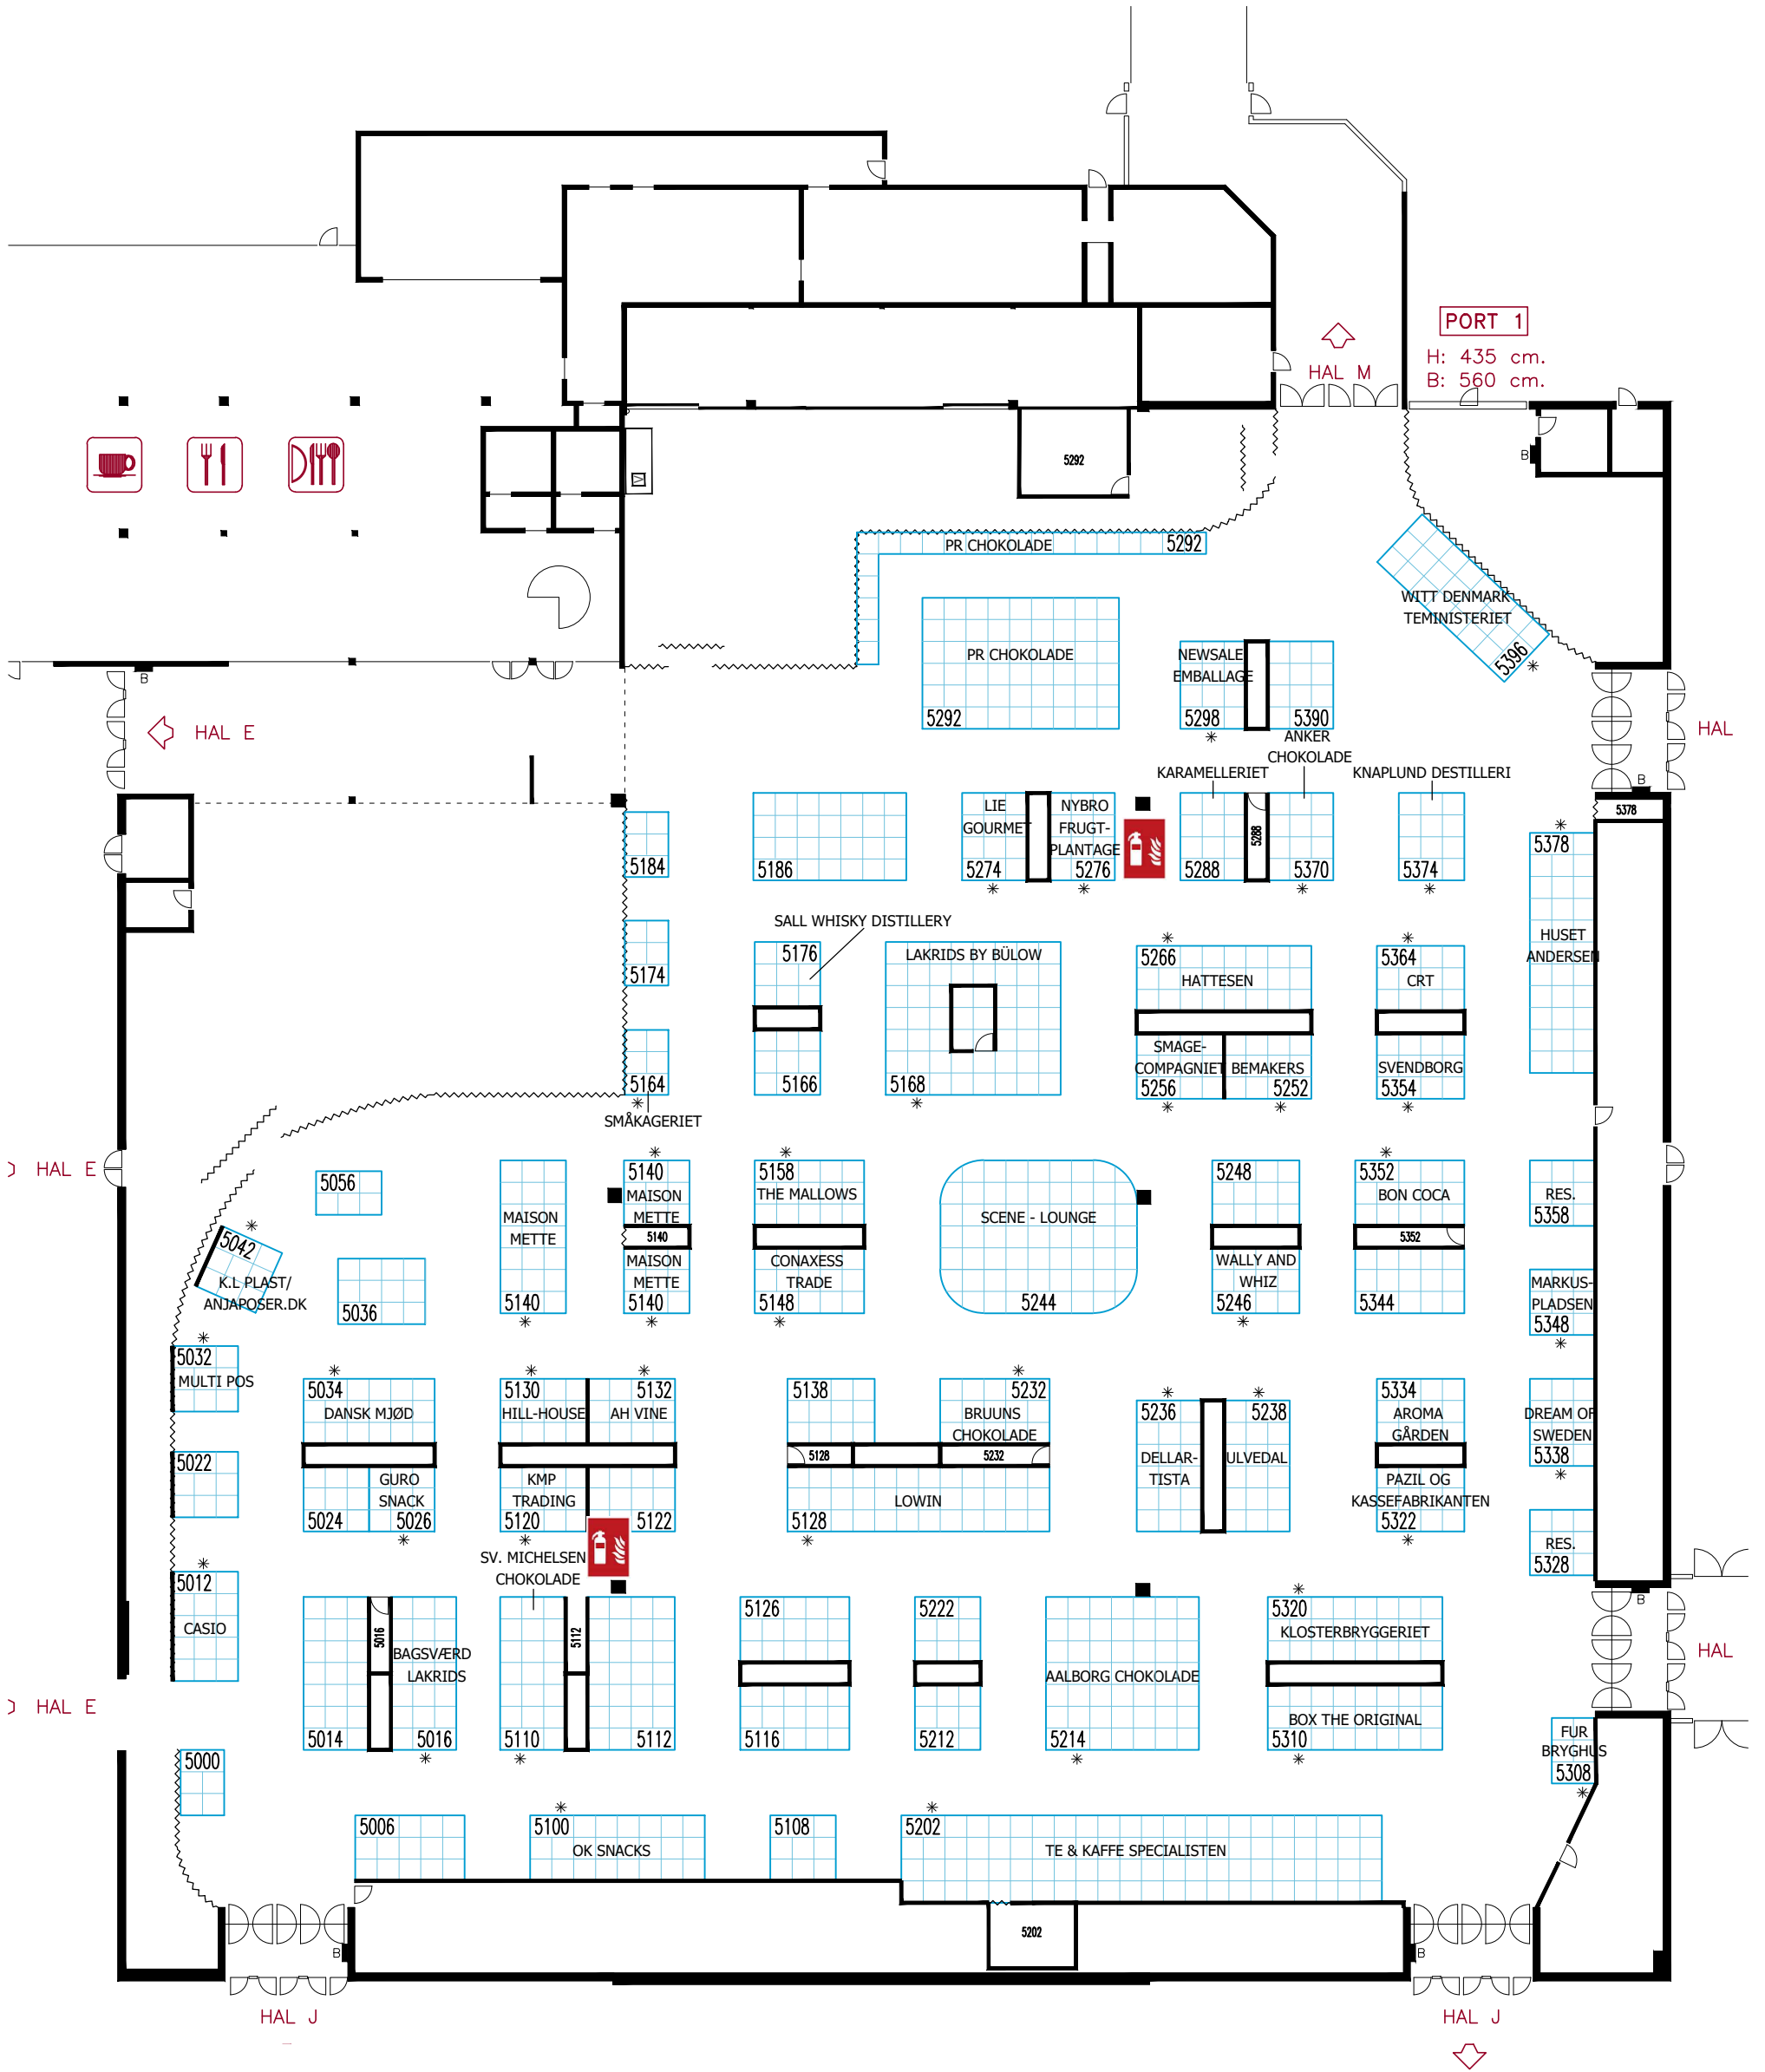 PORT 1
H: 435 cm.
B: 560 cm.
HAL M
5292
B
PR CHOKOLADE
5292
WITT DENMARK
TEMINISTERIET
5396
PR CHOKOLADE
5292
NEWSALE
EMBALLAGE
5298
5390
B
HAL E
HAL
B
ANKER
CHOKOLADE
KARAMELLERIET
KNAPLUND DESTILLERI
5184
5186
LIE
GOURMET
5274
NYBRO
FRUGT-
PLANTAGE
5276
5288
5288
5370
5374
5378
5378
HUSET
ANDERSEN
SALL WHISKY DISTILLERY
5174
5176
LAKRIDS BY BÜLOW
5266
HATTESEN
5364
CRT
5164
SMÅKAGERIET
5166
5168
SMAGE-
COMPAGNIET
5256
BEMAKERS
5252
SVENDBORG
5354
HAL E
5056
MAISON
METTE
5140
5140
MAISON
METTE
5140
MAISON
METTE
5140
5158
THE MALLOWS
CONAXESS
TRADE
5148
SCENE - LOUNGE
5244
5248
WALLY AND
WHIZ
5246
5352
BON COCA
5352
5344
RES.
5358
5042
K.L PLAST/
ANJAPOSER.DK
5036
MARKUS-
PLADSEN
5348
5032
MULTI POS
5034
DANSK MJØD
5130
HILL-HOUSE
5132
AH VINE
5138
5232
BRUUNS
CHOKOLADE
5128
5232
5236
DELLAR-
TISTA
5238
ULVEDAL
5334
AROMA
GÅRDEN
DREAM OF
SWEDEN
5338
5022
5024
GURO
SNACK
5026
KMP
TRADING
5120
5122
LOWIN
5128
PAZIL OG
KASSEFABRIKANTEN
5322
RES.
5328
SV. MICHELSEN
CHOKOLADE
5012
CASIO
5014
5016
BAGSVÆRD
LAKRIDS
5016
5110
5112
5112
5126
5116
5222
5212
AALBORG CHOKOLADE
5214
5320
KLOSTERBRYGGERIET
BOX THE ORIGINAL
5310
B
HAL
HAL E
FUR
BRYGHUS
5308
5000
5006
5100
OK SNACKS
5108
5202
TE & KAFFE SPECIALISTEN
5202
B
B
HAL J
HAL J